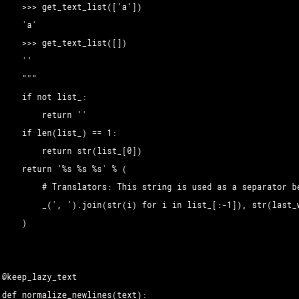 >>> get_text_list(['a'])
'a'
>>> get_text_list([])
''
"""
if not list_:
return ''
if len(list_) == 1:
return str(list_[0])
return '%s %s %s' % (
# Translators: This string is used as a separator be
_(', ').join(str(i) for i in list_[:-1]), str(last_
)
@keep_lazy_text
def normalize_newlines(text):